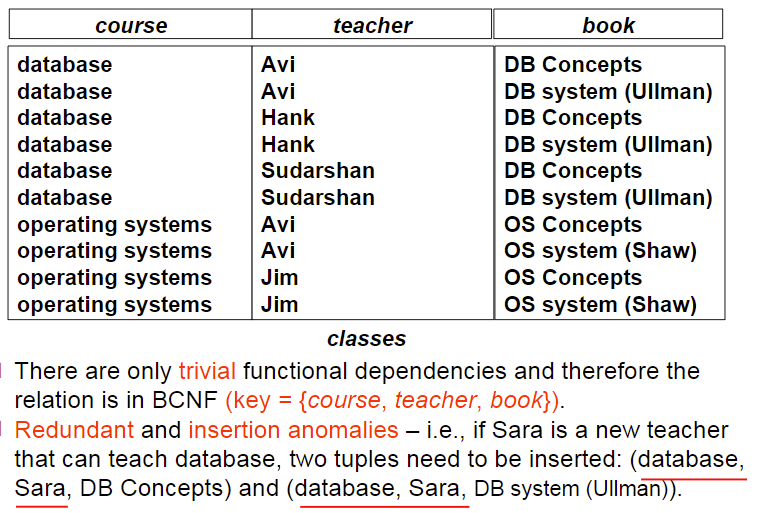 course teacher book
database Avi DB Concepts
database Avi DB system (Ullman)
database Hank DB Concepts
database Hank DB system (Ullman)
database Sudarshan DB Concepts
database Sudarshan DB system (Ullman)
operating systems Avi OS Concepts
operating systems Avi OS system (Shaw)
operating systems Jim OS Concepts
operating systems Jim OS system (Shaw)
classes
There are only trivial functional dependencies and therefore the
relation is in BCNF (key = {course, teacher, book}).
Redundant and insertion anomalies – i.e., if Sara is a new teacher
that can teach database, two tuples need to be inserted: (database,
Sara, DB Concepts) and (database, Sara, DB system (Ullman)).